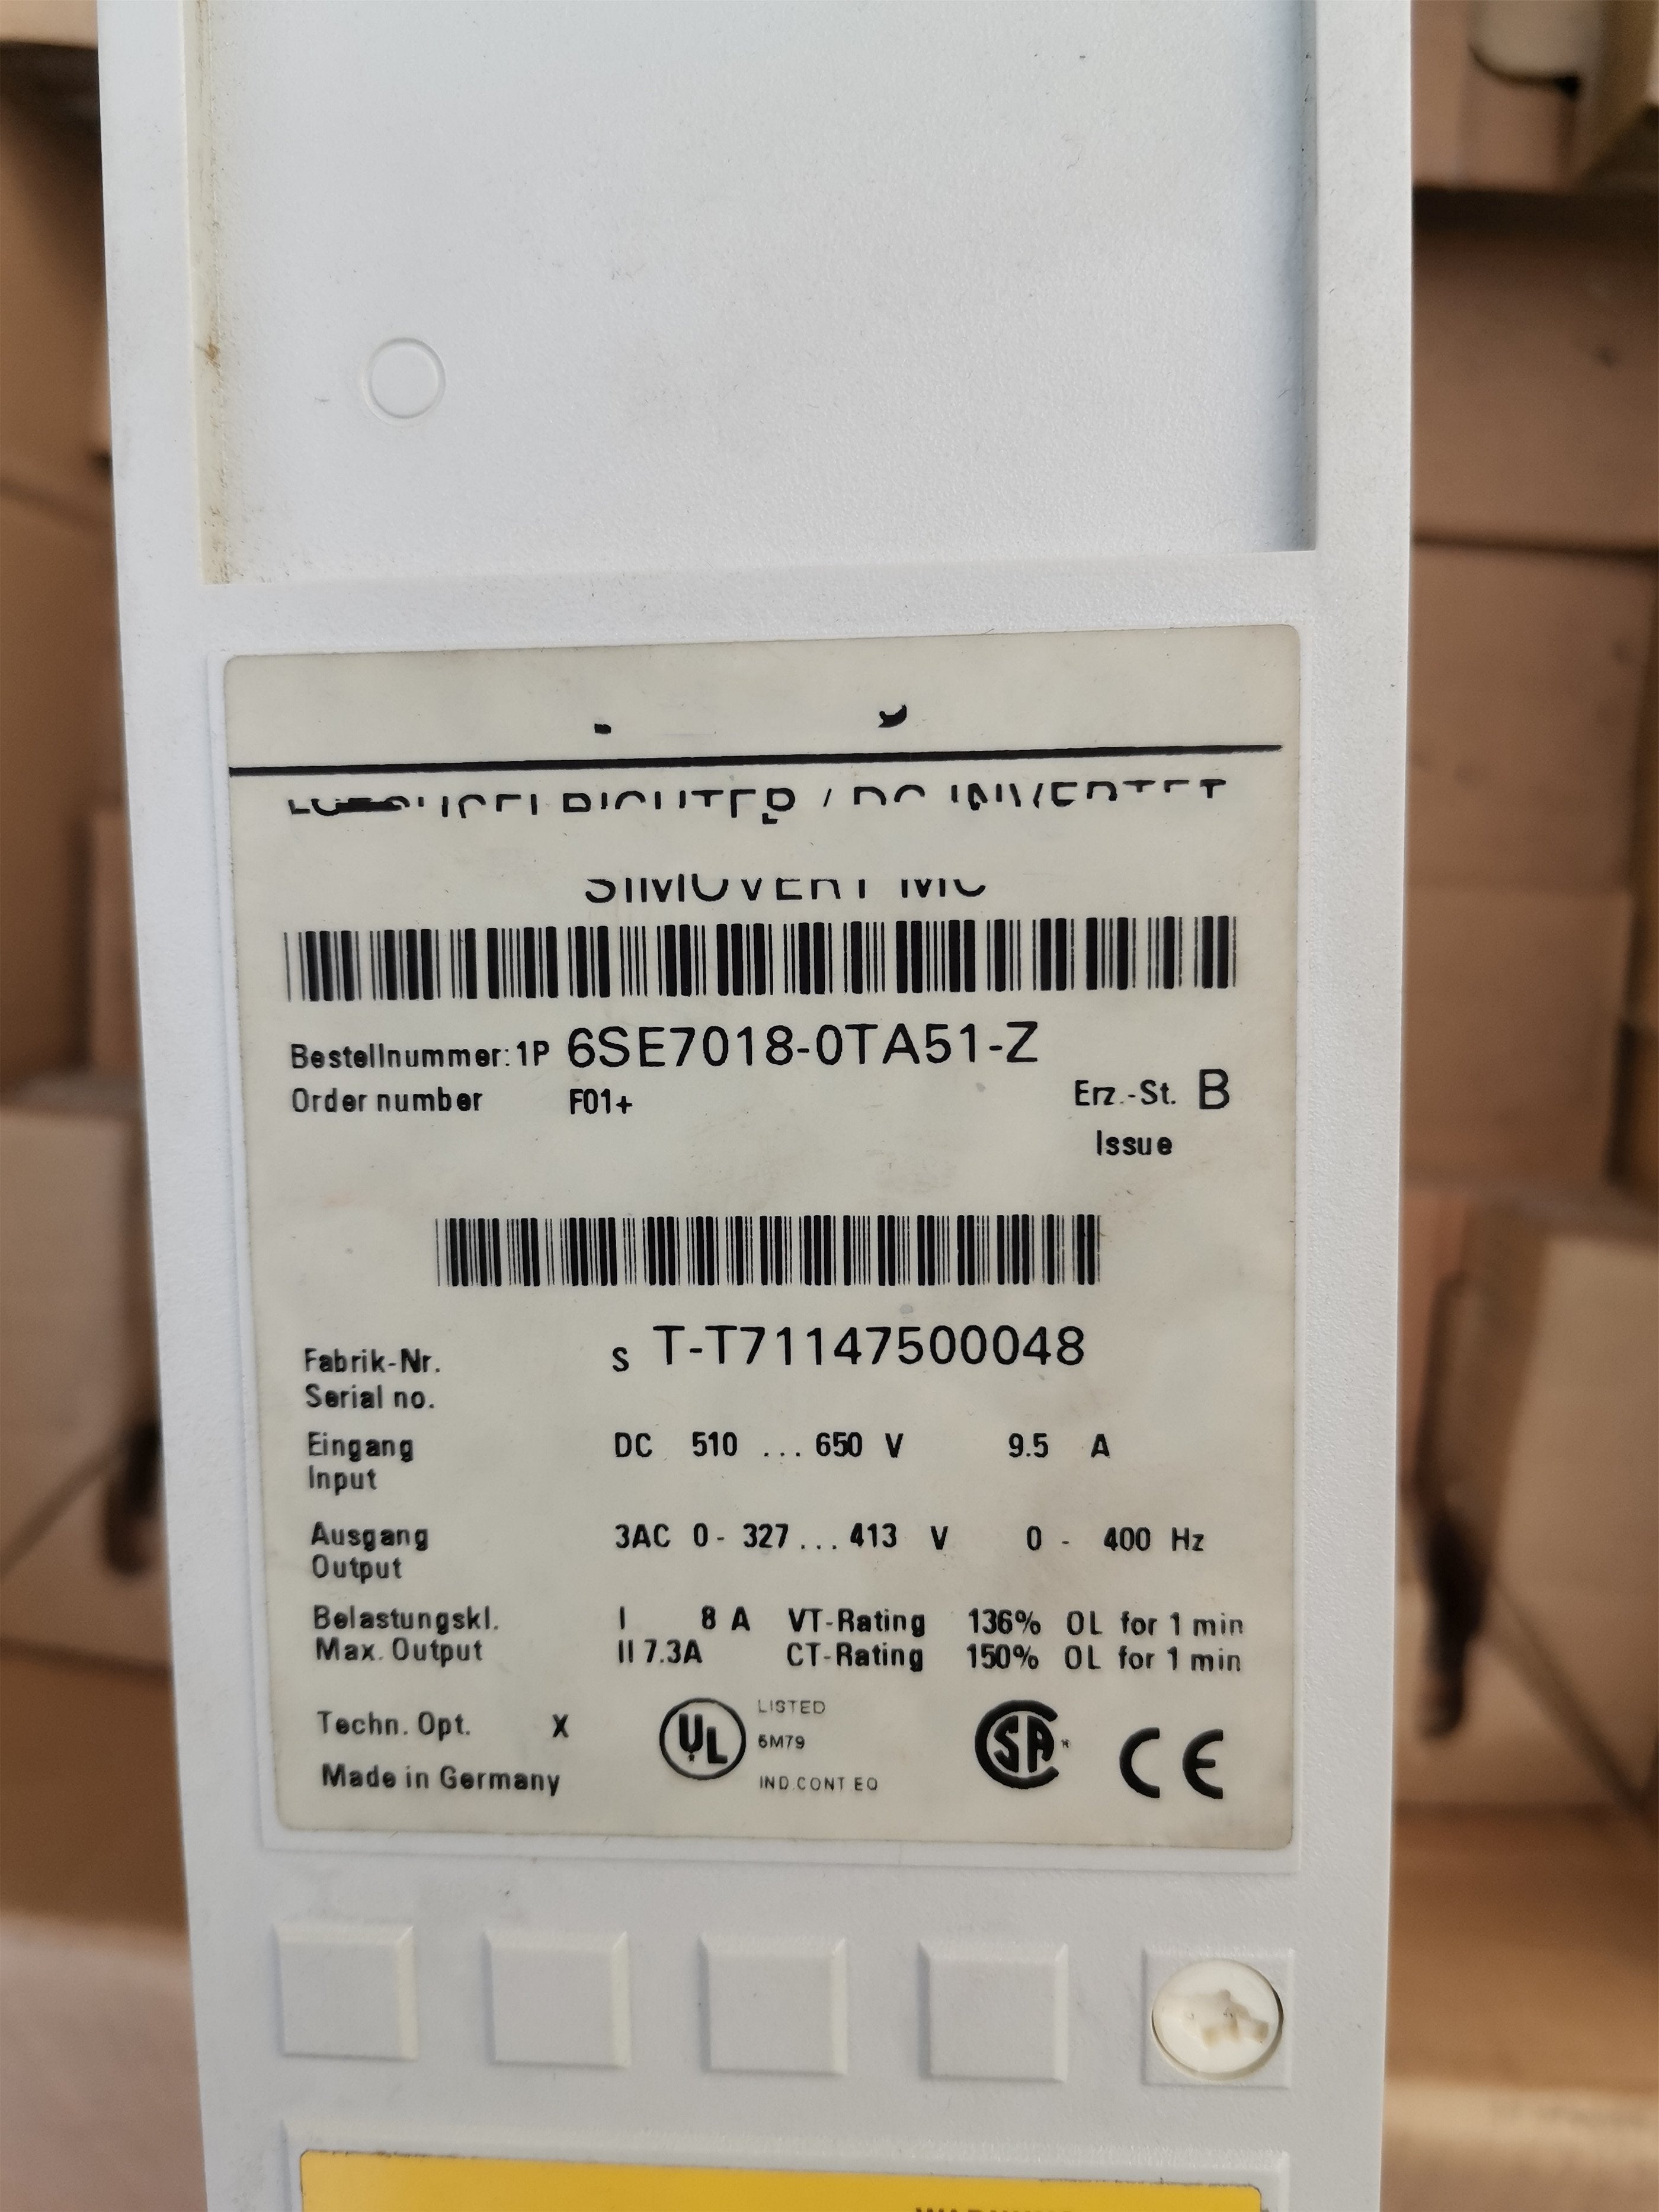 SIMOVERT MC
Bestellnummer: 1P 6SE7018-0TA51-Z
Order number F01+ Erz.-St. B
Issue
Fabrik-Nr. S T-T71147500048
Serial no.
Eingang DC 510 ... 650 V 9.5 A
Input
Ausgang 3AC 0 - 327 ... 413 V 0 - 400 Hz
Output
Belastungskl. I 8 A VT-Rating 136% OL for 1 min
Max. Output II 7.3A CT-Rating 150% OL for 1 min
Techn. Opt. X
Made in Germany
UL
LISTED
5M79
IND.CONT EQ
SA
CE